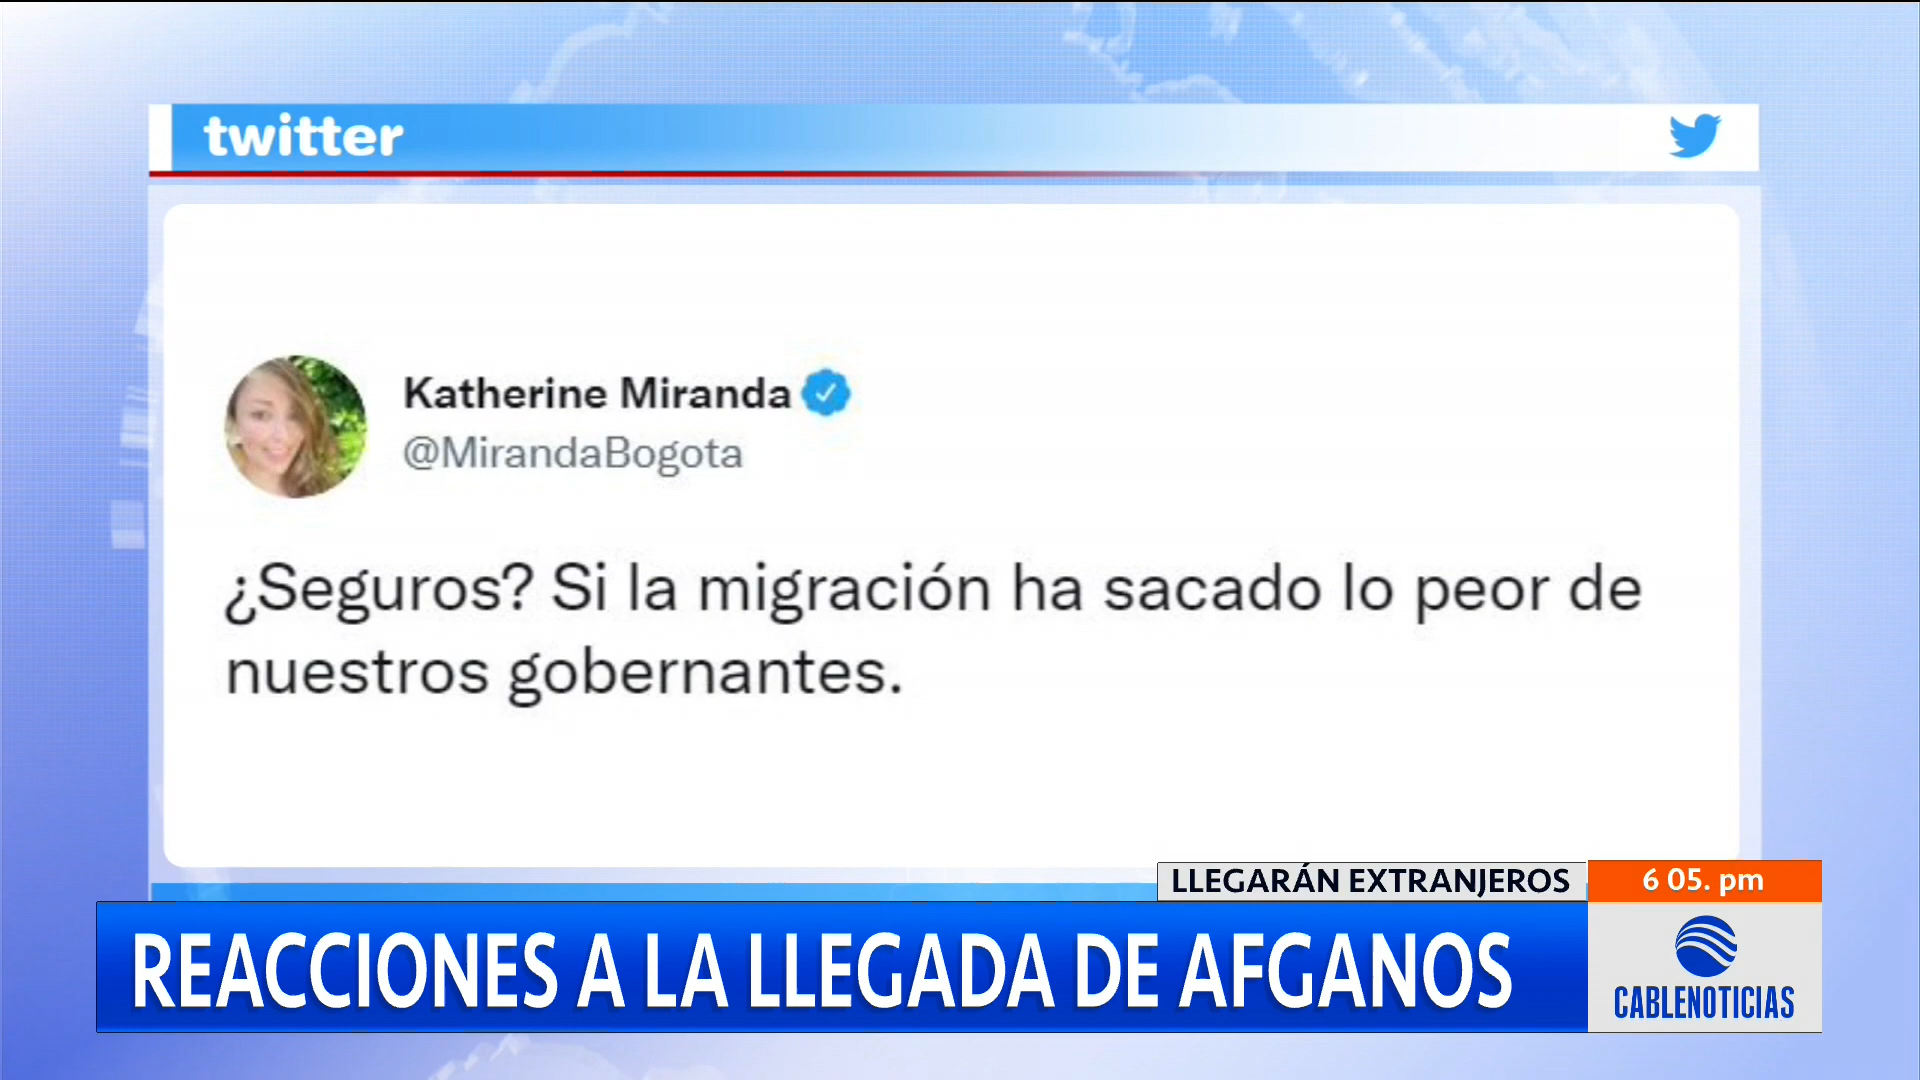 twitter
Katherine Miranda
@MirandaBogota
¿Seguros? Si la migración ha sacado lo peor de
nuestros gobernantes.
LLEGARÁN EXTRANJEROS
6 05. pm
REACCIONES A LA LLEGADA DE AFGANOS
CABLENOTICIAS